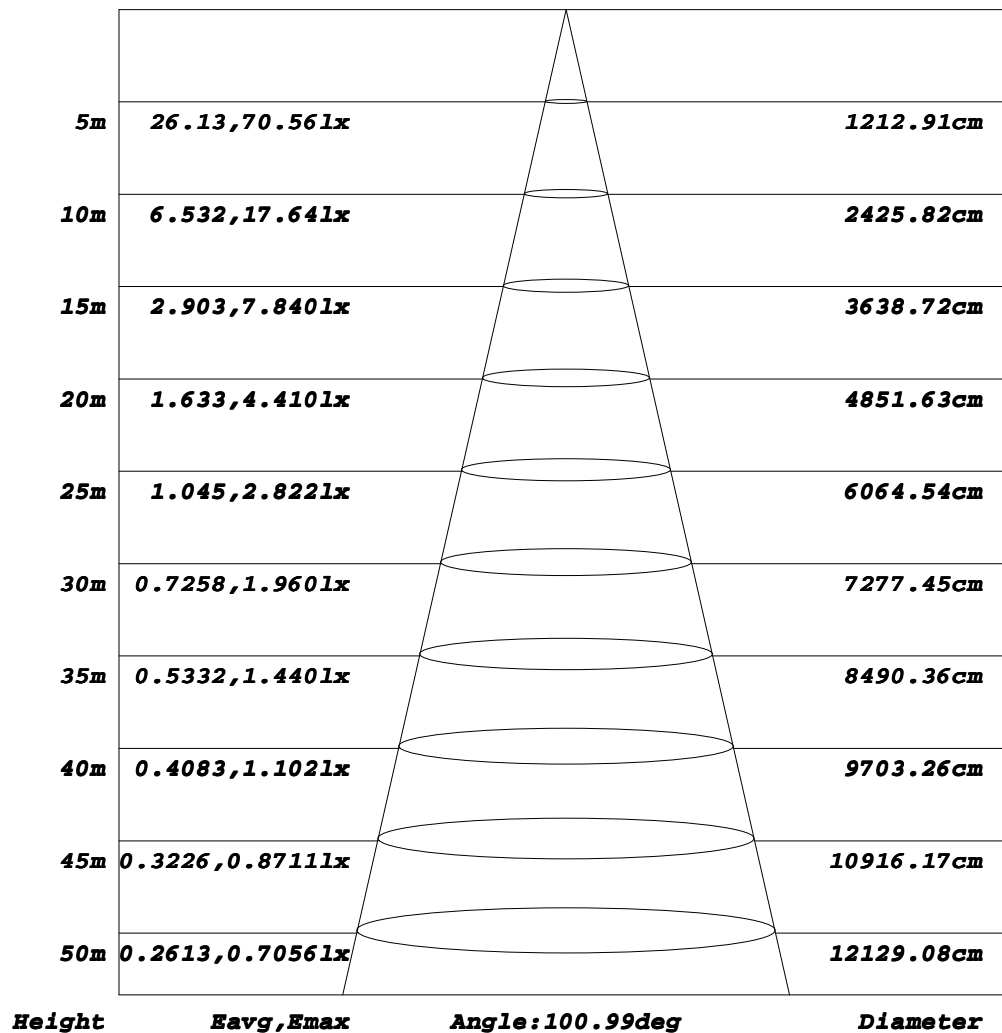 5m 26.13,70.56lx 1212.91cm
10m 6.532,17.64lx 2425.82cm
15m 2.903,7.840lx 3638.72cm
20m 1.633,4.410lx 4851.63cm
25m 1.045,2.822lx 6064.54cm
30m 0.7258,1.960lx 7277.45cm
35m 0.5332,1.440lx 8490.36cm
40m 0.4083,1.102lx 9703.26cm
45m 0.3226,0.8711lx 10916.17cm
50m 0.2613,0.7056lx 12129.08cm
Height Eavg,Emax Angle:100.99deg Diameter